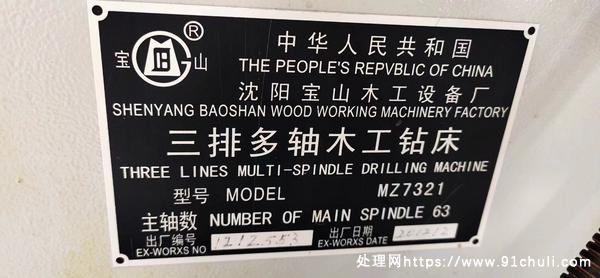 宝 山 ®
中华人民共和国
THE PEOPLE'S REPVBLIC OF CHINA
沈阳宝山木工设备厂
SHENYANG BAOSHAN WOOD WORKING MACHINERY FACTORY
三排多轴木工钻床
THREE LINES MULTI-SPINDLE DRILLING MACHINE
型号 MODEL MZ7321
主轴数 NUMBER OF MAIN SPINDLE 63
出厂编号 出厂日期
EX-WORXS NO EX-WORXS DATE
处理网https://www.91chuli.com/